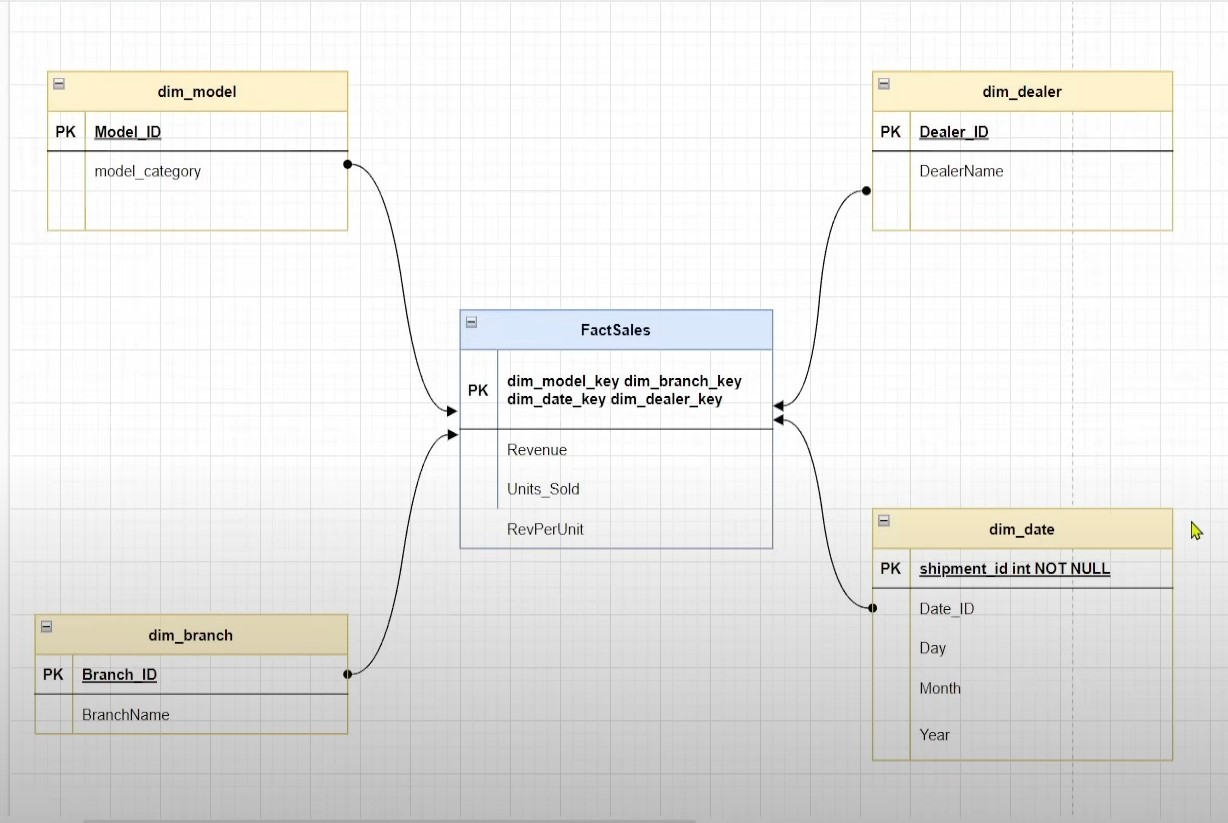 dim_model
PK Model_ID
model_category
dim_dealer
PK Dealer_ID
DealerName
FactSales
PK
dim_model_key dim_branch_key
dim_date_key dim_dealer_key
Revenue
Units_Sold
RevPerUnit
dim_branch
PK Branch_ID
BranchName
dim_date
PK shipment_id int NOT NULL
Date_ID
Day
Month
Year